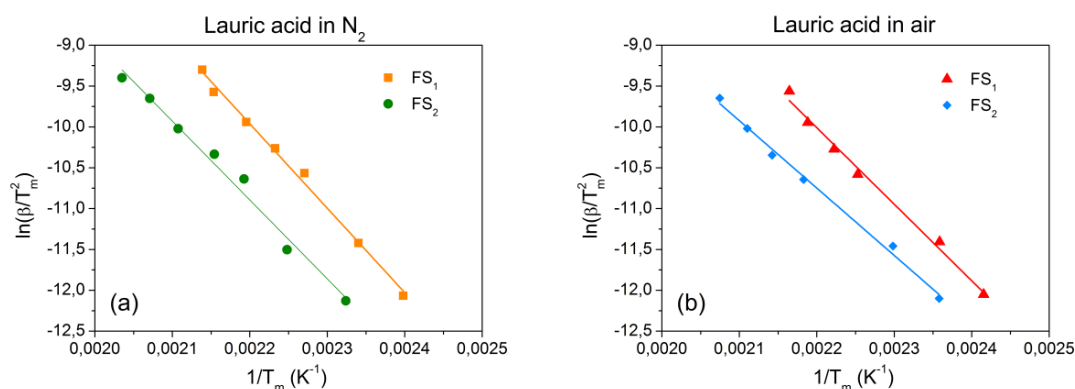 Lauric acid in N2
-9,0
-9,5
-10,0
-10,5
-11,0
-11,5
-12,0
-12,5
ln(β/T²m)
FS1
FS2
(a)
0,0020 0,0021 0,0022 0,0023 0,0024 0,0025
1/Tm (K⁻¹)
Lauric acid in air
-9,0
-9,5
-10,0
-10,5
-11,0
-11,5
-12,0
-12,5
ln(β/T²m)
FS1
FS2
(b)
0,0020 0,0021 0,0022 0,0023 0,0024 0,0025
1/Tm (K⁻¹)